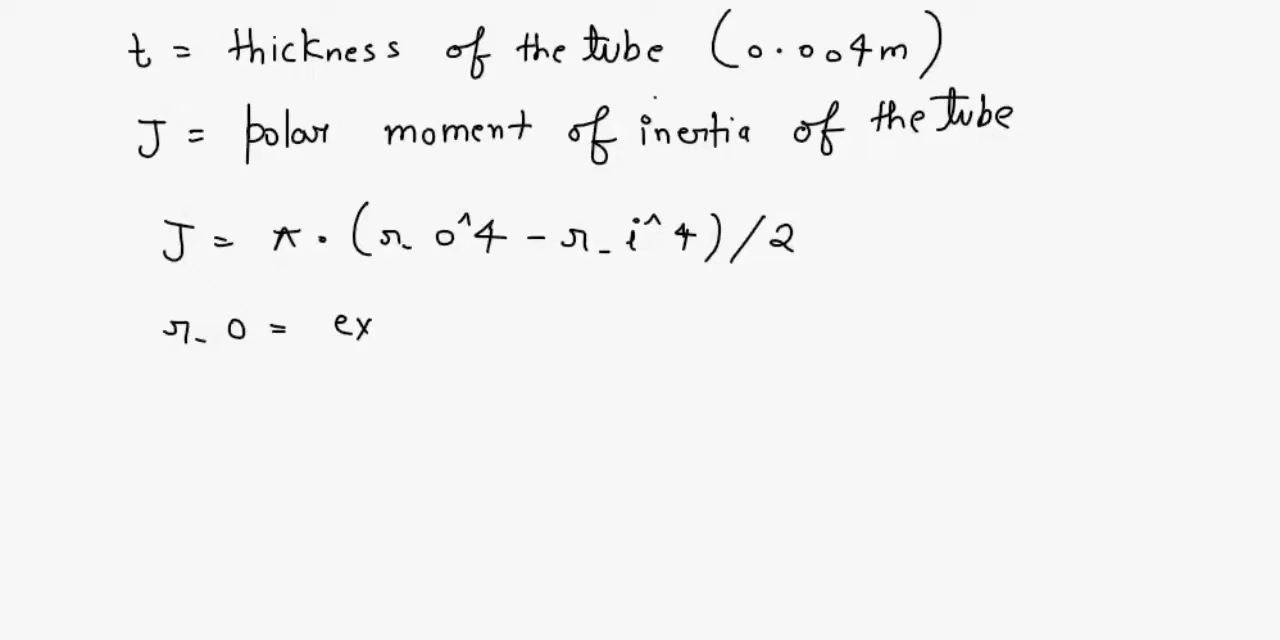 t = thickness of the tube (0.004m)
J = polar moment of inertia of the tube
J = π . (r_o^4 - r_i^4)/2
r_o = ex